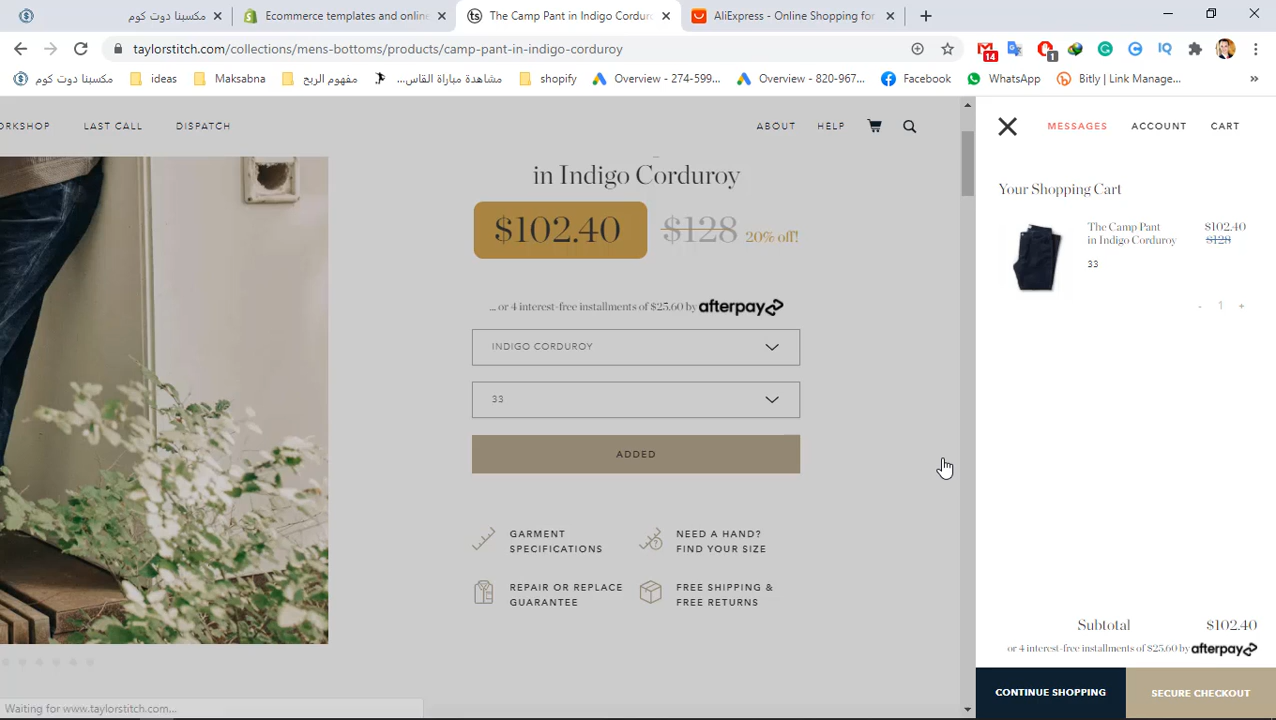 مكسبنا دوت كوم
Ecommerce templates and online
The Camp Pant in Indigo Cordur
AliExpress - Online Shopping for
taylorstitch.com/collections/mens-bottoms/products/camp-pant-in-indigo-corduroy
14
1
IQ
مكسبنا دوت كوم
ideas
Maksabna
مفهوم الربح
مشاهدة مباراة القاس...
shopify
Overview - 274-599...
Overview - 820-967...
Facebook
WhatsApp
Bitly | Link Manage...
ORKSHOP
LAST CALL
DISPATCH
ABOUT
HELP
in Indigo Corduroy
$102.40
$128
20% off!
... or 4 interest-free installments of $25.60 by afterpay
INDIGO CORDUROY
33
ADDED
GARMENT
SPECIFICATIONS
NEED A HAND?
FIND YOUR SIZE
REPAIR OR REPLACE
GUARANTEE
FREE SHIPPING &
FREE RETURNS
Waiting for www.taylorstitch.com...
MESSAGES
ACCOUNT
CART
Your Shopping Cart
The Camp Pant
in Indigo Corduroy
$102.40
$128
33
- 1 +
Subtotal
$102.40
or 4 interest-free installments of $25.60 by afterpay
CONTINUE SHOPPING
SECURE CHECKOUT